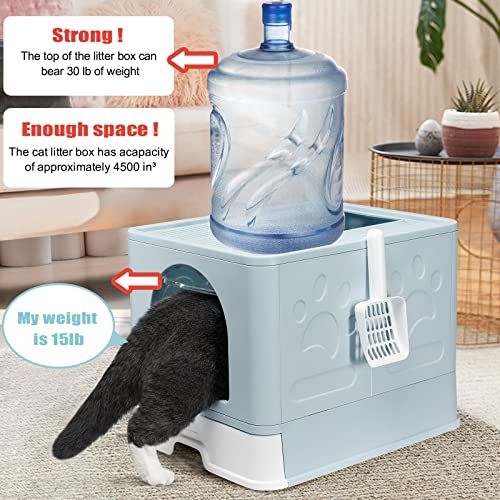 Strong !
The top of the litter box can
bear 30 lb of weight
Enough space !
The cat litter box has acapacity
of approximately 4500 in³
My weight
is 15lb